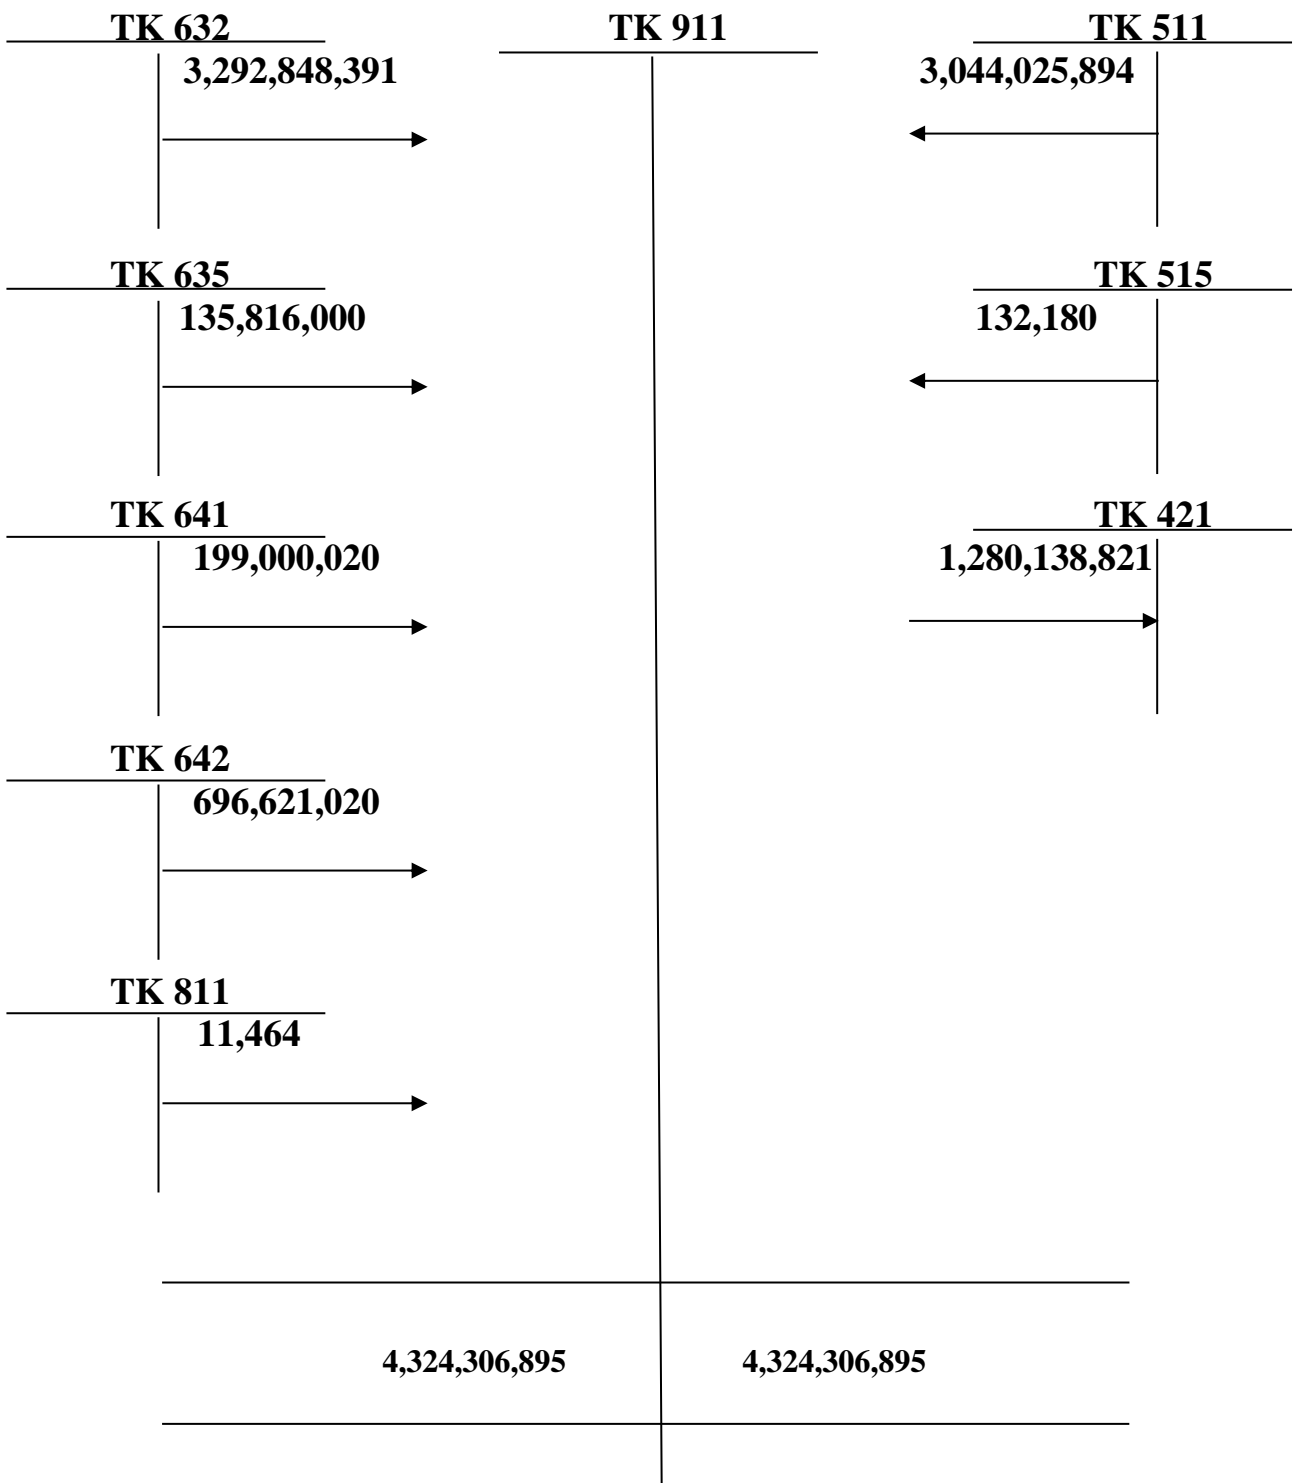 TK 632
TK 911
TK 511
3,292,848,391
3,044,025,894
TK 635
TK 515
135,816,000
132,180
TK 641
TK 421
199,000,020
1,280,138,821
TK 642
696,621,020
TK 811
11,464
4,324,306,895
4,324,306,895